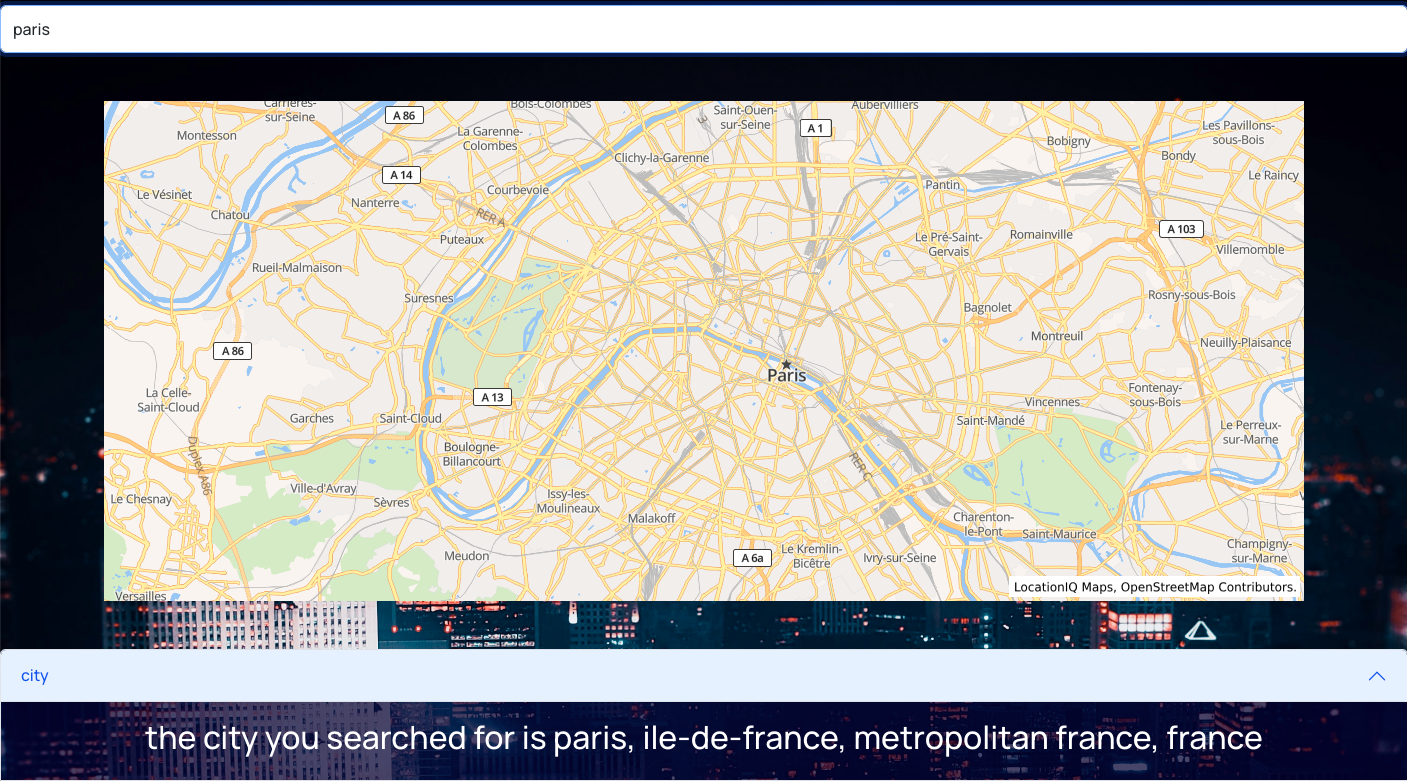 paris
Carrières-
sur-Seine
A 86
Bois-Colombes
Saint-Ouen-
sur-Seine
Aubervilliers
A 1
Montesson
La Garenne-
Colombes
Clichy-la-Garenne
Bobigny
Les Pavillons-
sous-Bois
Bondy
A 14
Le Raincy
Le Vésinet
Courbevoie
Pantin
Nanterre
Chatou
RER A
A 103
Puteaux
Le Pré-Saint-
Gervais
Romainville
Villemomble
Rueil-Malmaison
Suresnes
Bagnolet
Rosny-sous-Bois
Montreuil
Neuilly-Plaisance
A 86
Paris
La Celle-
Saint-Cloud
A 13
Fontenay-
sous-Bois
Vincennes
Garches
Saint-Cloud
Saint-Mandé
Le Perreux-
sur-Marne
Boulogne-
Billancourt
Duplex A86
RER C
Le Chesnay
Ville-d'Avray
Sèvres
Issy-les-
Moulineaux
Malakoff
Charenton-
le-Pont
Saint-Maurice
Meudon
A 6a
Le Kremlin-
Bicêtre
Ivry-sur-Seine
Champigny-
sur-Marne
Versailles
LocationIQ Maps, OpenStreetMap Contributors.
city
the city you searched for is paris, ile-de-france, metropolitan france, france